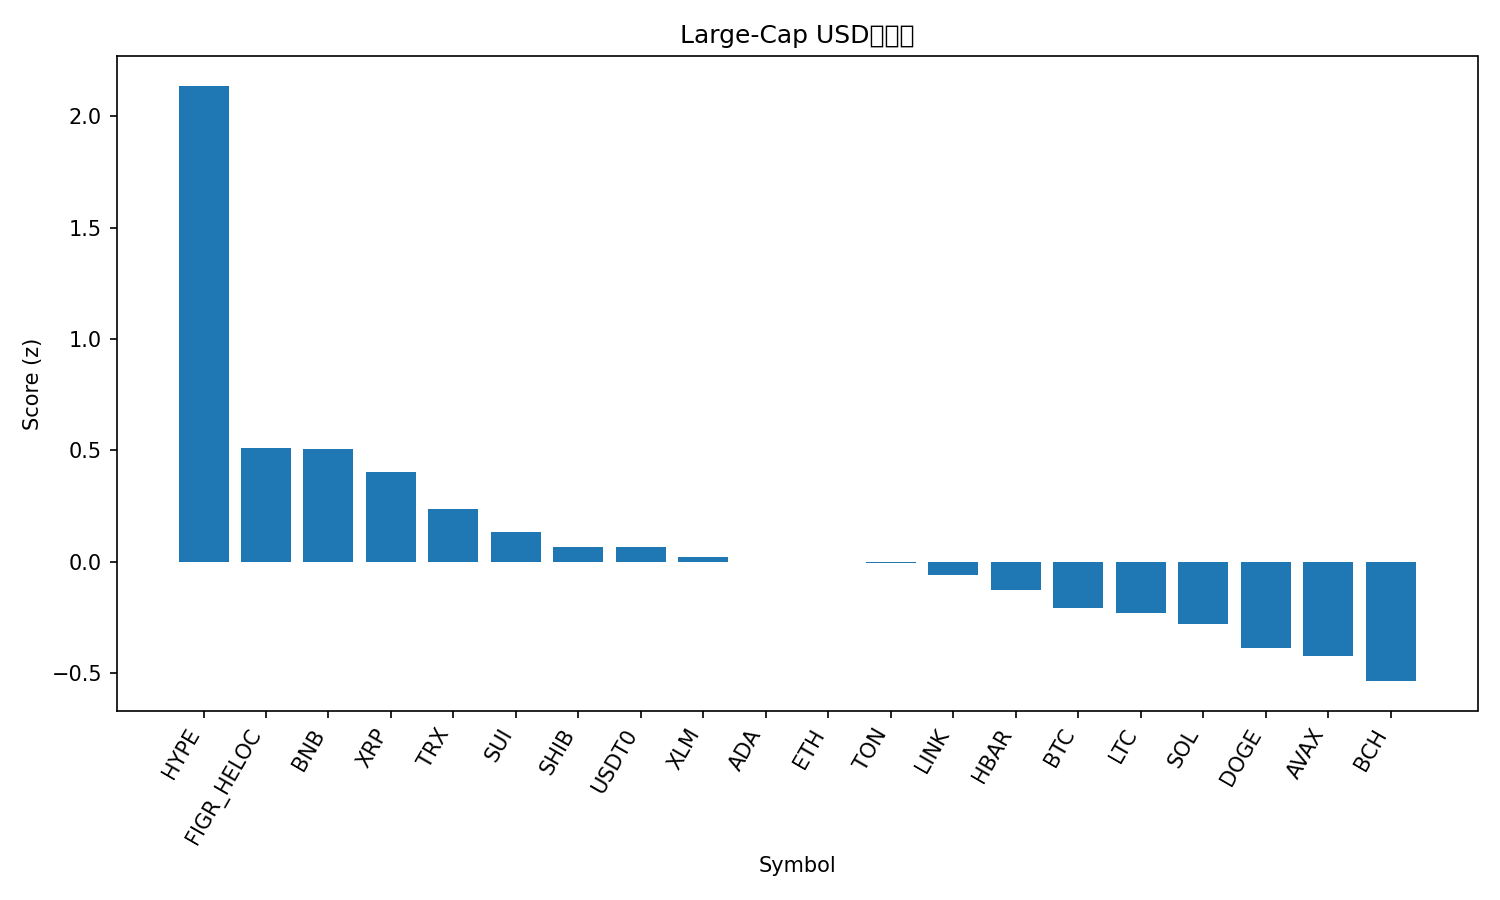 Large-Cap USD
Score (z)
2.0
1.5
1.0
0.5
0.0
−0.5
HYPE
FIGR_HELOC
BNB
XRP
TRX
SUI
SHIB
USDT0
XLM
ADA
ETH
TON
LINK
HBAR
BTC
LTC
SOL
DOGE
AVAX
BCH
Symbol